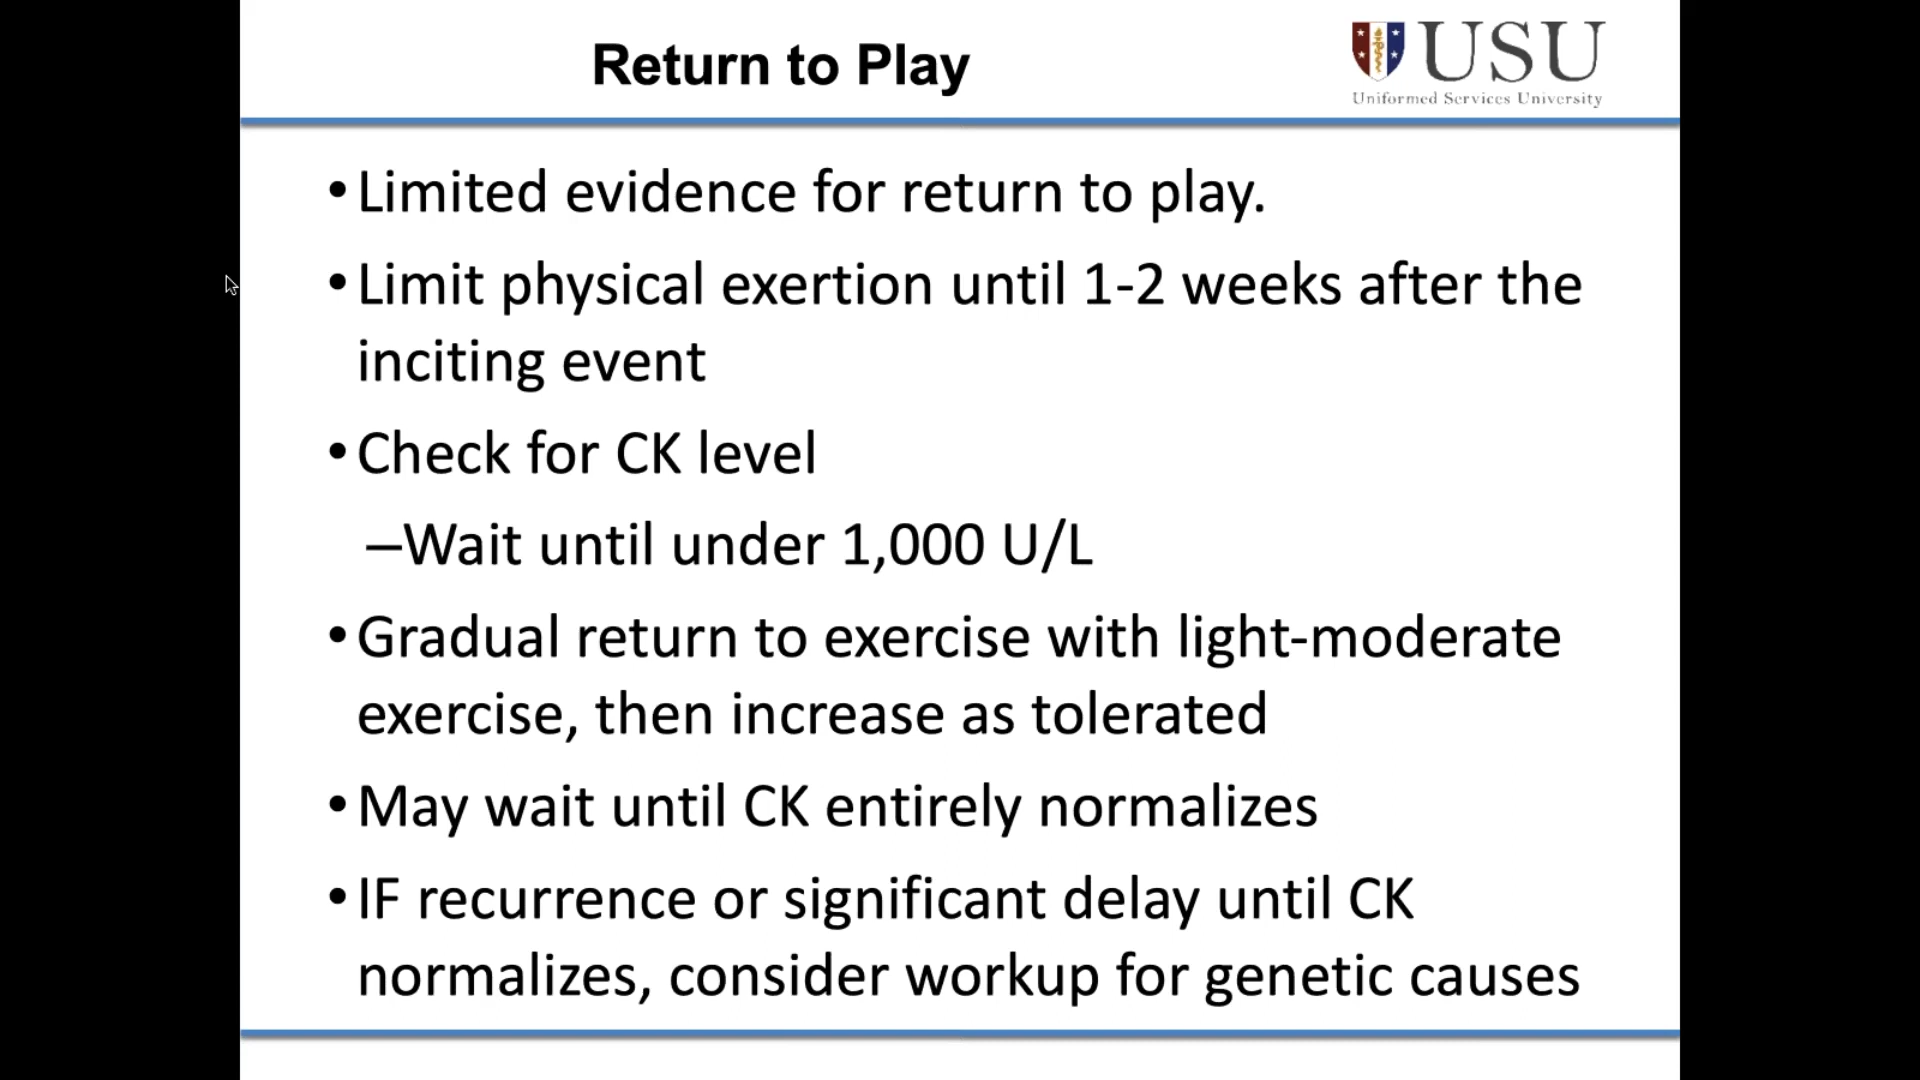 Return to Play
USU
Uniformed Services University
•Limited evidence for return to play.
•Limit physical exertion until 1-2 weeks after the
inciting event
•Check for CK level
–Wait until under 1,000 U/L
•Gradual return to exercise with light-moderate
exercise, then increase as tolerated
•May wait until CK entirely normalizes
•IF recurrence or significant delay until CK
normalizes, consider workup for genetic causes